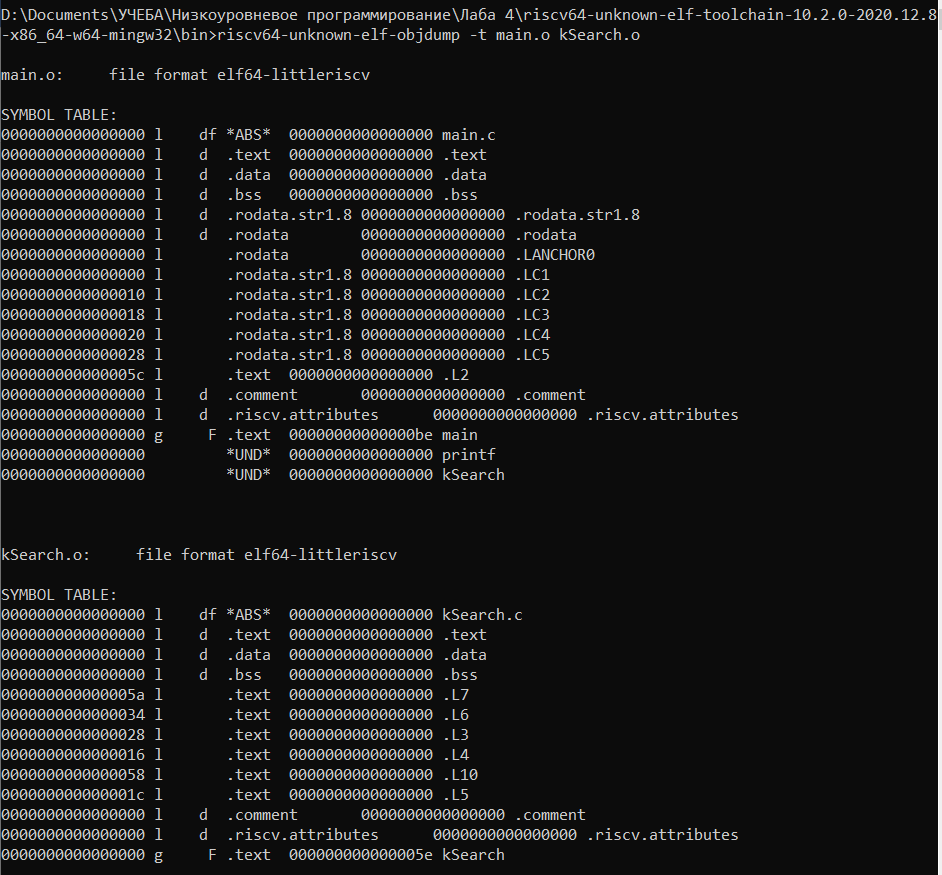 D:\Documents\УЧЕБА\Низкоуровневое программирование\Лаба 4\riscv64-unknown-elf-toolchain-10.2.0-2020.12.8
-x86_64-w64-mingw32\bin>riscv64-unknown-elf-objdump -t main.o kSearch.o
main.o:     file format elf64-littleriscv
SYMBOL TABLE:
0000000000000000 l    df *ABS*  0000000000000000 main.c
0000000000000000 l    d  .text  0000000000000000 .text
0000000000000000 l    d  .data  0000000000000000 .data
0000000000000000 l    d  .bss   0000000000000000 .bss
0000000000000000 l    d  .rodata.str1.8 0000000000000000 .rodata.str1.8
0000000000000000 l    d  .rodata        0000000000000000 .rodata
0000000000000000 l       .rodata        0000000000000000 .LANCHOR0
0000000000000000 l       .rodata.str1.8 0000000000000000 .LC1
0000000000000010 l       .rodata.str1.8 0000000000000000 .LC2
0000000000000018 l       .rodata.str1.8 0000000000000000 .LC3
0000000000000020 l       .rodata.str1.8 0000000000000000 .LC4
0000000000000028 l       .rodata.str1.8 0000000000000000 .LC5
000000000000005c l       .text  0000000000000000 .L2
0000000000000000 l    d  .comment       0000000000000000 .comment
0000000000000000 l    d  .riscv.attributes      0000000000000000 .riscv.attributes
0000000000000000 g     F .text  00000000000000be main
0000000000000000         *UND*  0000000000000000 printf
0000000000000000         *UND*  0000000000000000 kSearch
kSearch.o:     file format elf64-littleriscv
SYMBOL TABLE:
0000000000000000 l    df *ABS*  0000000000000000 kSearch.c
0000000000000000 l    d  .text  0000000000000000 .text
0000000000000000 l    d  .data  0000000000000000 .data
0000000000000000 l    d  .bss   0000000000000000 .bss
000000000000005a l       .text  0000000000000000 .L7
0000000000000034 l       .text  0000000000000000 .L6
0000000000000028 l       .text  0000000000000000 .L3
0000000000000016 l       .text  0000000000000000 .L4
0000000000000058 l       .text  0000000000000000 .L10
000000000000001c l       .text  0000000000000000 .L5
0000000000000000 l    d  .comment       0000000000000000 .comment
0000000000000000 l    d  .riscv.attributes      0000000000000000 .riscv.attributes
0000000000000000 g     F .text  000000000000005e kSearch